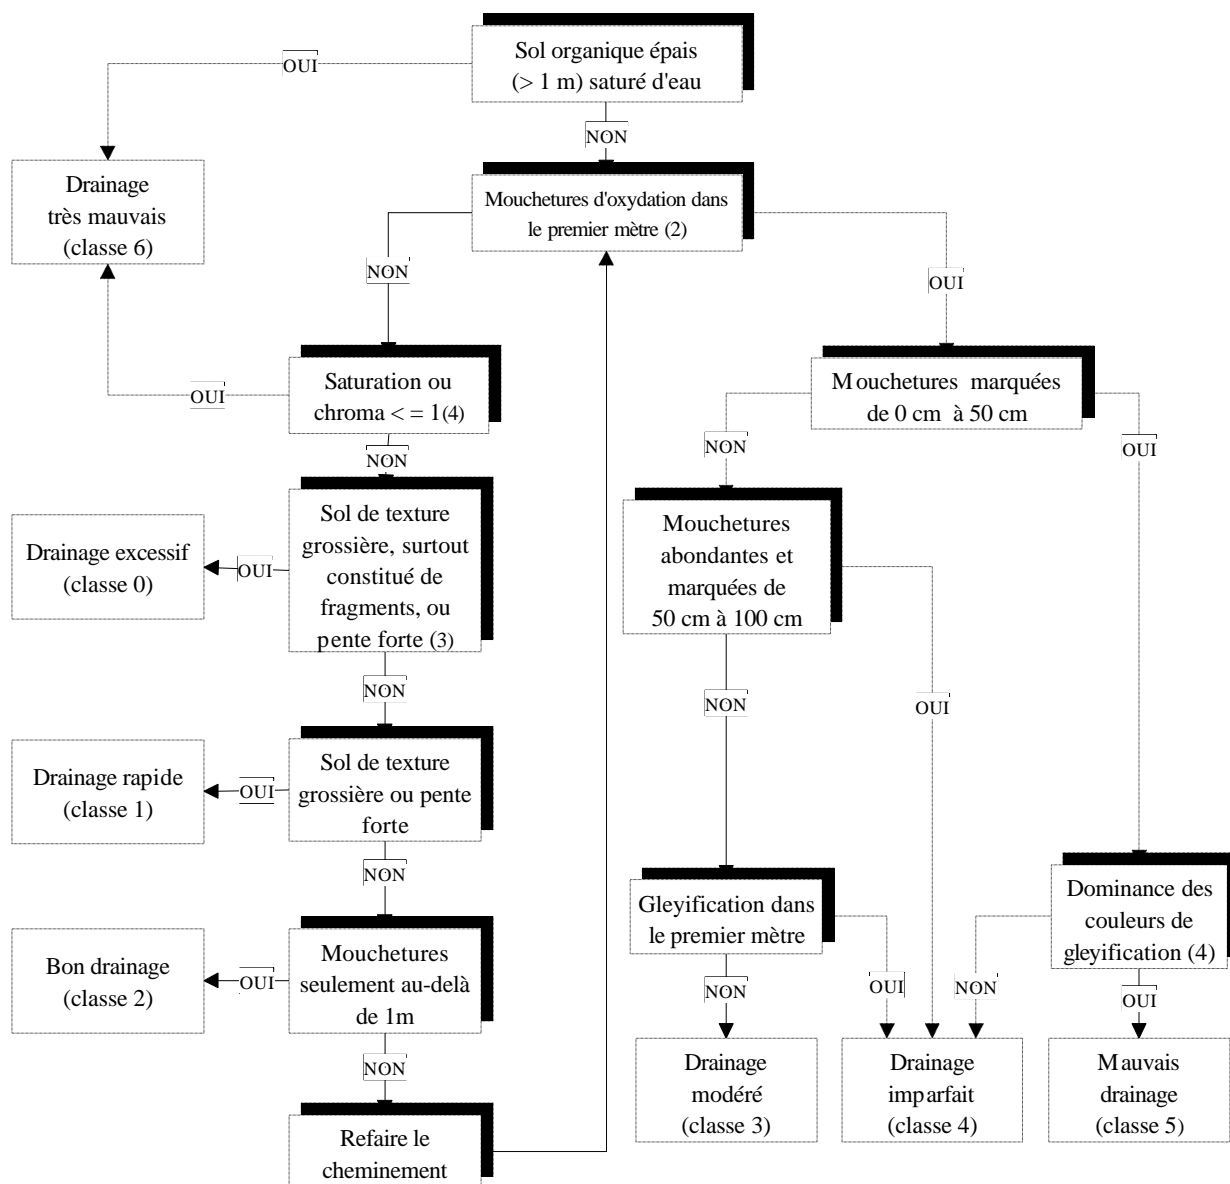 Sol organique épais
(> 1 m) saturé d'eau
OUI
NON
Drainage
très mauvais
(classe 6)
Mouchetures d'oxydation dans
le premier mètre (2)
NON
OUI
Saturation ou
chroma < = 1(4)
OUI
NON
Mouchetures marquées
de 0 cm à 50 cm
NON
OUI
Sol de texture
grossière, surtout
constitué de
fragments, ou
pente forte (3)
OUI
Drainage excessif
(classe 0)
NON
Mouchetures
abondantes et
marquées de
50 cm à 100 cm
NON
OUI
Sol de texture
grossière ou pente
forte
OUI
Drainage rapide
(classe 1)
NON
Gleyification dans
le premier mètre
Dominance des
couleurs de
gleyification (4)
Mouchetures
seulement au-delà
de 1m
OUI
Bon drainage
(classe 2)
NON
NON
OUI
NON
OUI
Drainage
modéré
(classe 3)
Drainage
imparfait
(classe 4)
Mauvais
drainage
(classe 5)
Refaire le
cheminement